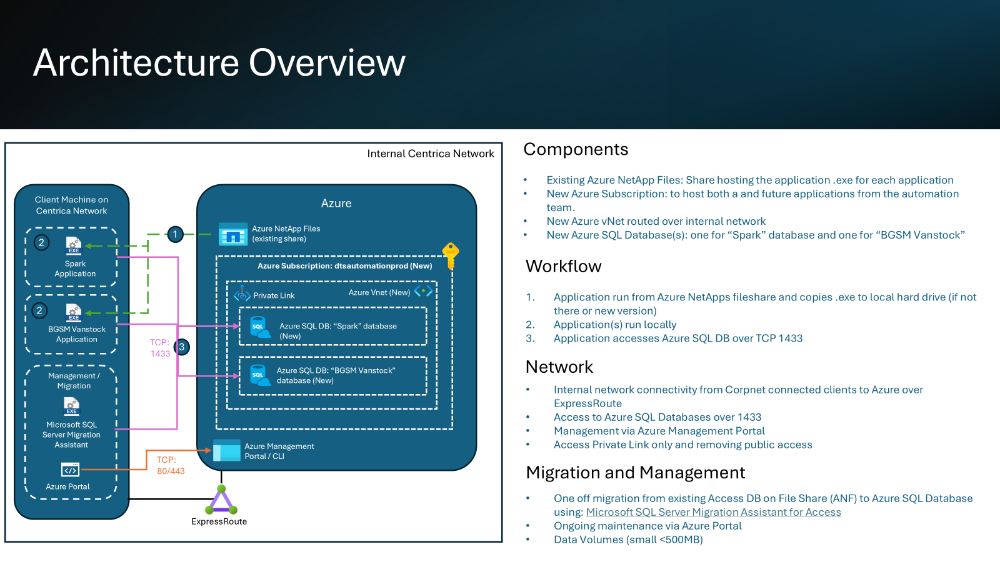 Architecture Overview
Internal Centrica Network
Client Machine on
Centrica Network
2
EXE
Spark
Application
2
EXE
BGSM Vanstock
Application
Management /
Migration
EXE
Microsoft SQL
Server Migration
Assistant
Azure Portal
1
TCP:
1433
3
TCP:
80/443
ExpressRoute
Azure
Azure NetApp Files
(existing share)
Azure Subscription: dtsautomationprod (New)
Private Link
Azure Vnet (New)
SQL
Azure SQL DB: “Spark” database
(New)
SQL
Azure SQL DB: “BGSM Vanstock”
database (New)
Azure Management
Portal / CLI
Components
• Existing Azure NetApp Files: Share hosting the application .exe for each application
• New Azure Subscription: to host both a and future applications from the automation
team.
• New Azure vNet routed over internal network
• New Azure SQL Database(s): one for “Spark” database and one for “BGSM Vanstock”
Workflow
1. Application run from Azure NetApps fileshare and copies .exe to local hard drive (if not
there or new version)
2. Application(s) run locally
3. Application accesses Azure SQL DB over TCP 1433
Network
• Internal network connectivity from Corpnet connected clients to Azure over
ExpressRoute
• Access to Azure SQL Databases over 1433
• Management via Azure Management Portal
• Access Private Link only and removing public access
Migration and Management
• One off migration from existing Access DB on File Share (ANF) to Azure SQL Database
using: Microsoft SQL Server Migration Assistant for Access
• Ongoing maintenance via Azure Portal
• Data Volumes (small <500MB)